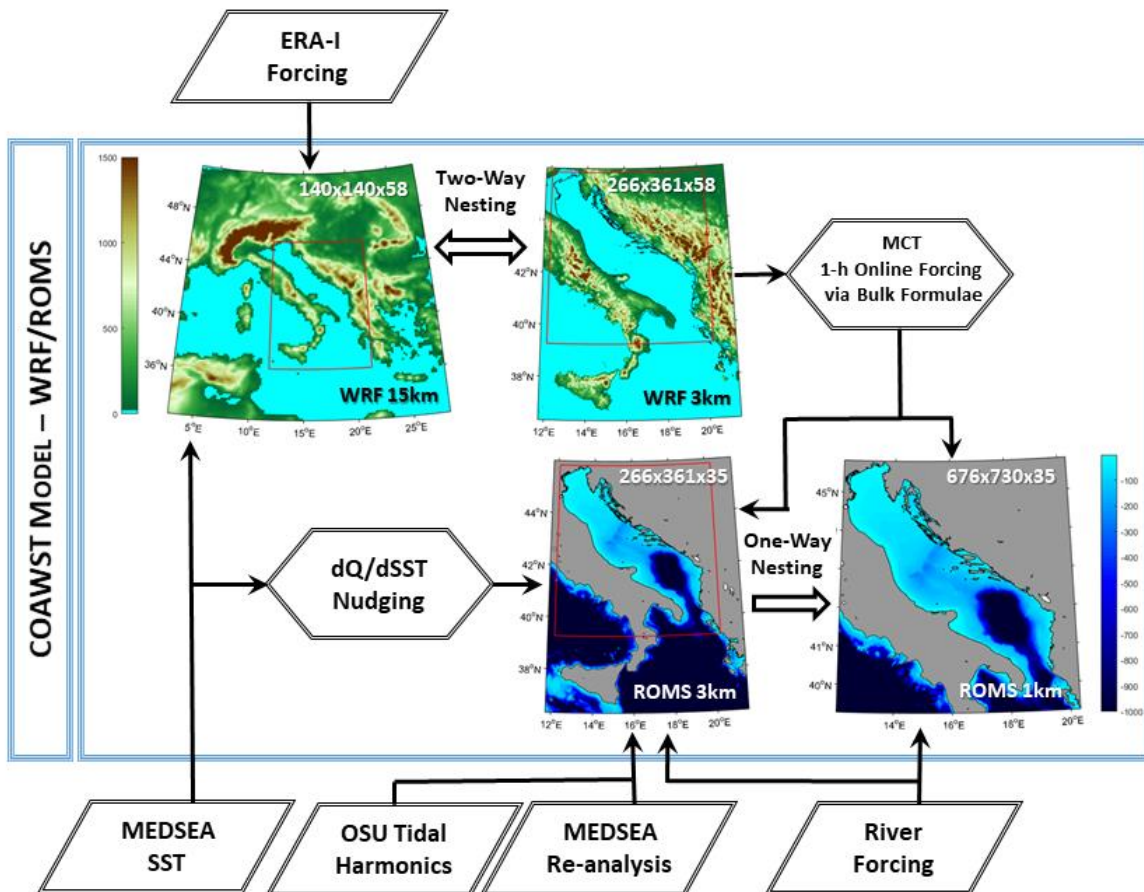 ERA-I
Forcing
COAWST MODEL – WRF/ROMS
1500
1000
500
0
140x140x58
48°N
44°N
40°N
36°N
WRF 15km
5°E
10°E
15°E
20°E
25°E
Two-Way
Nesting
266x361x58
42°N
40°N
38°N
WRF 3km
12°E
14°E
16°E
18°E
20°E
MCT
1-h Online Forcing
via Bulk Formulae
dQ/dSST
Nudging
266x361x35
44°N
42°N
40°N
38°N
ROMS 3km
12°E
14°E
16°E
18°E
20°E
One-Way
Nesting
676x730x35
45°N
42°N
41°N
40°N
ROMS 1km
14°E
16°E
18°E
20°E
-100
-200
-300
-400
-500
-600
-700
-800
-900
-1000
MEDSEA
SST
OSU Tidal
Harmonics
MEDSEA
Re-analysis
River
Forcing